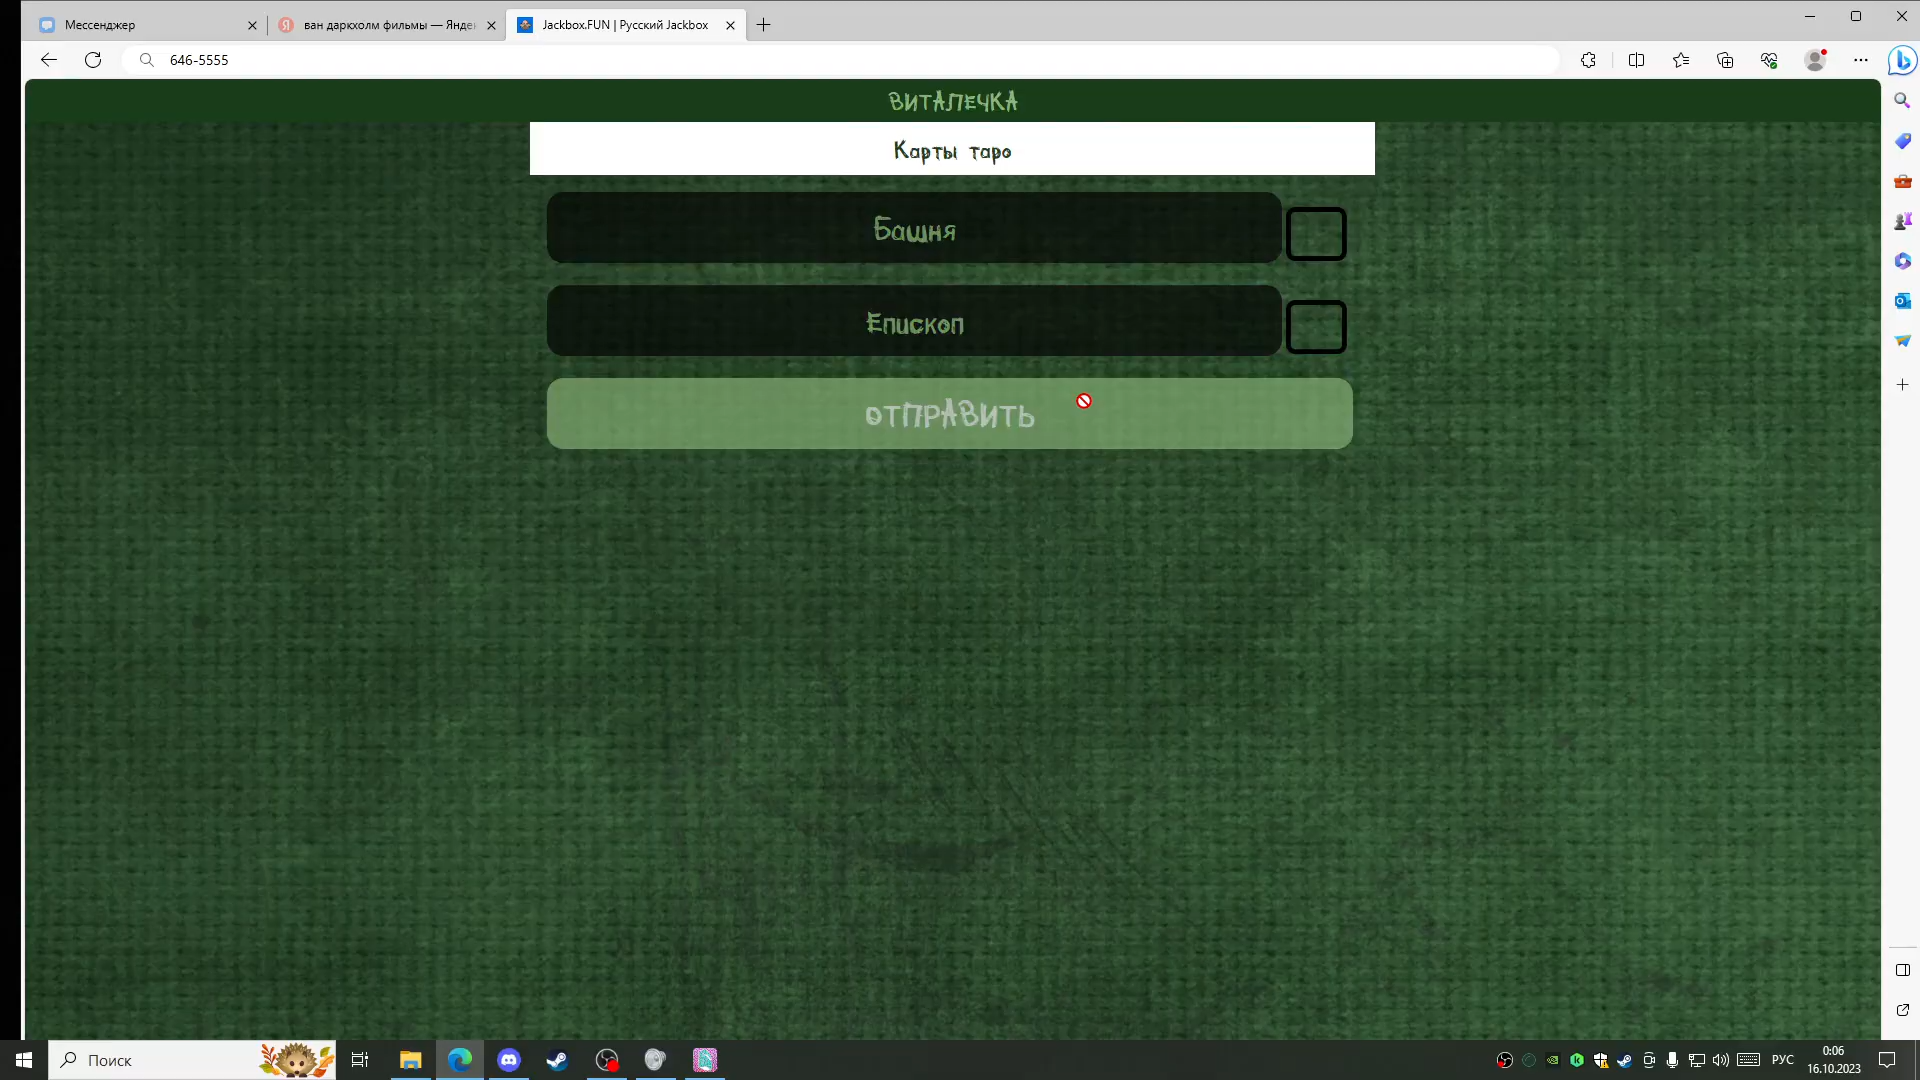 Мессенджер
ван даркхолм фильмы — Яндек
Jackbox.FUN | Русский Jackbox
646-5555
ВИТАЛЕЧКА
Карты таро
Башня
Епископ
ОТПРАВИТЬ
Поиск
РУС
0:06
16.10.2023